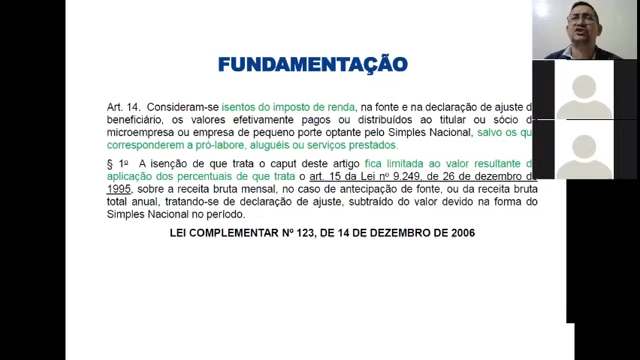 FUNDAMENTAÇÃO
Art. 14. Consideram-se isentos do imposto de renda, na fonte e na declaração de ajuste d
beneficiário, os valores efetivamente pagos ou distribuídos ao titular ou sócio d
microempresa ou empresa de pequeno porte optante pelo Simples Nacional, salvo os qu
corresponderem a pró-labore, aluguéis ou serviços prestados.
§ 1º A isenção de que trata o caput deste artigo fica limitada ao valor resultante d
aplicação dos percentuais de que trata o art. 15 da Lei nº 9.249, de 26 de dezembro de
1995, sobre a receita bruta mensal, no caso de antecipação de fonte, ou da receita bruta
total anual, tratando-se de declaração de ajuste, subtraído do valor devido na forma do
Simples Nacional no período.
LEI COMPLEMENTAR Nº 123, DE 14 DE DEZEMBRO DE 2006